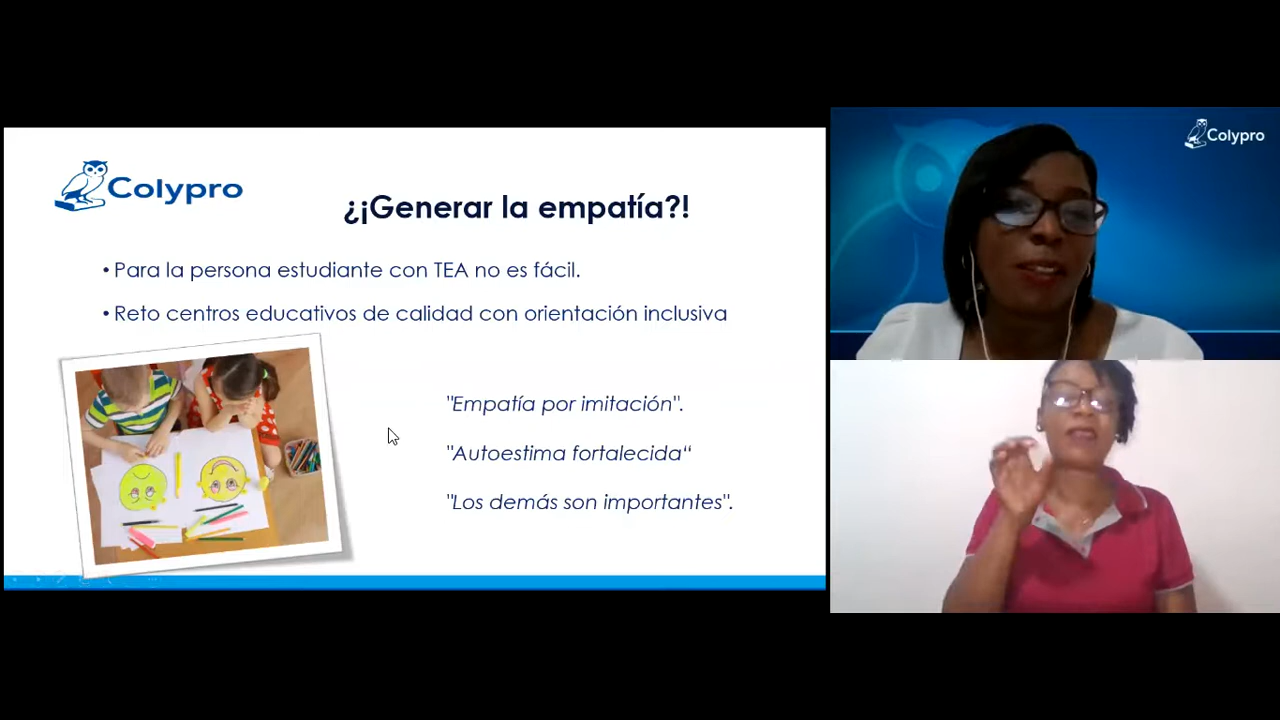 Colypro
¿¡Generar la empatía?!
• Para la persona estudiante con TEA no es fácil.
• Reto centros educativos de calidad con orientación inclusiva
"Empatía por imitación".
"Autoestima fortalecida“
"Los demás son importantes".
Colypro